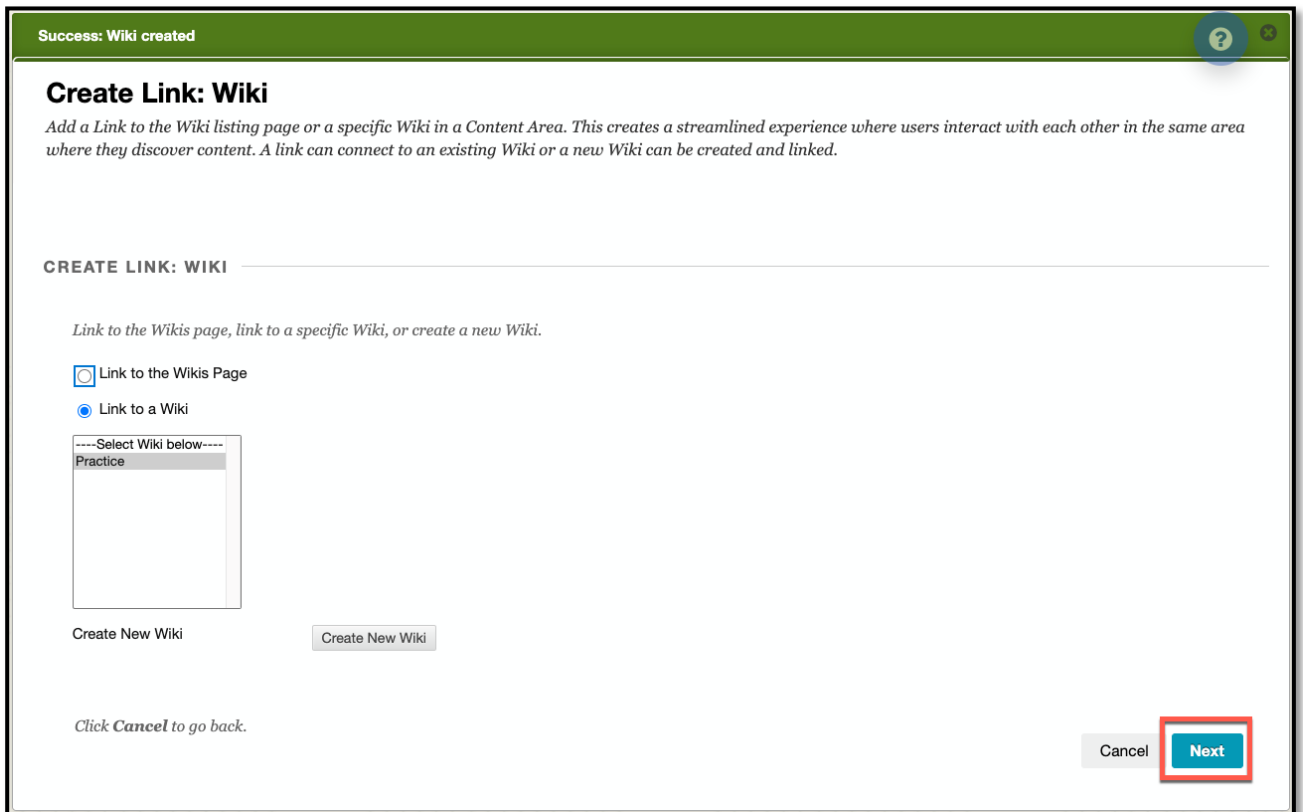 Success: Wiki created
Create Link: Wiki
Add a Link to the Wiki listing page or a specific Wiki in a Content Area. This creates a streamlined experience where users interact with each other in the same area
where they discover content. A link can connect to an existing Wiki or a new Wiki can be created and linked.
CREATE LINK: WIKI
Link to the Wikis page, link to a specific Wiki, or create a new Wiki.
Link to the Wikis Page
Link to a Wiki
----Select Wiki below----
Practice
Create New Wiki Create New Wiki
Click Cancel to go back.
Cancel Next